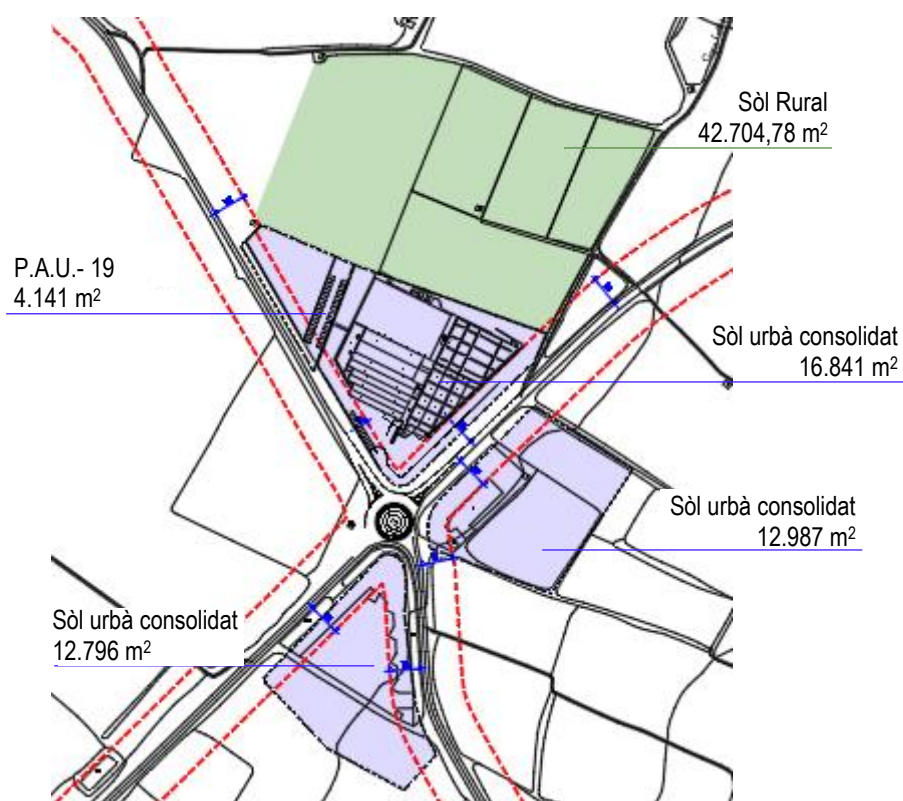 Sòl Rural
42.704,78 m²
P.A.U.- 19
4.141 m²
Sòl urbà consolidat
16.841 m²
Sòl urbà consolidat
12.987 m²
Sòl urbà consolidat
12.796 m²